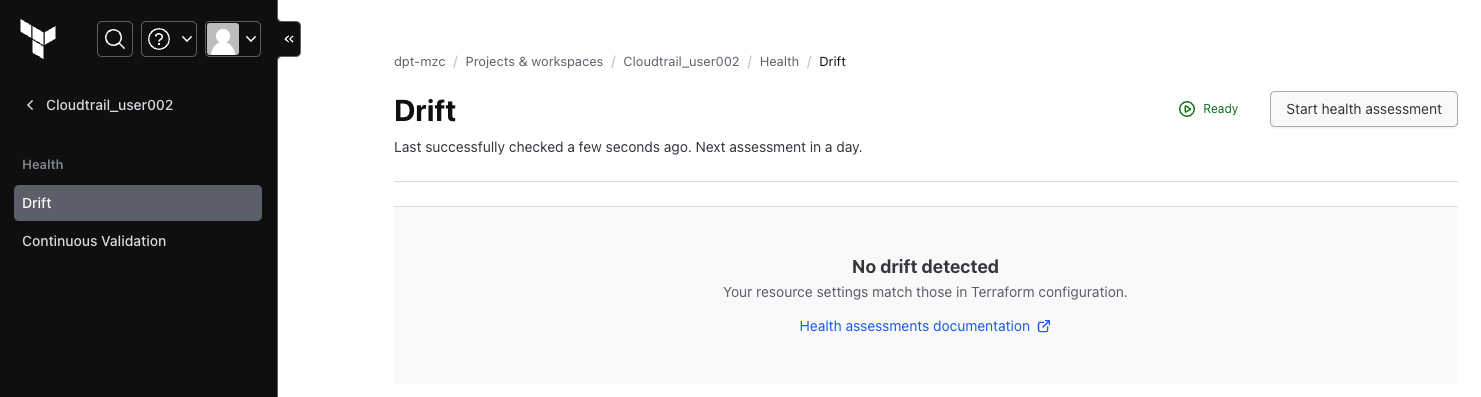 Cloudtrail_user002
Health
Drift
Continuous Validation
dpt-mzc / Projects & workspaces / Cloudtrail_user002 / Health / Drift
Drift
Ready
Start health assessment
Last successfully checked a few seconds ago. Next assessment in a day.
No drift detected
Your resource settings match those in Terraform configuration.
Health assessments documentation